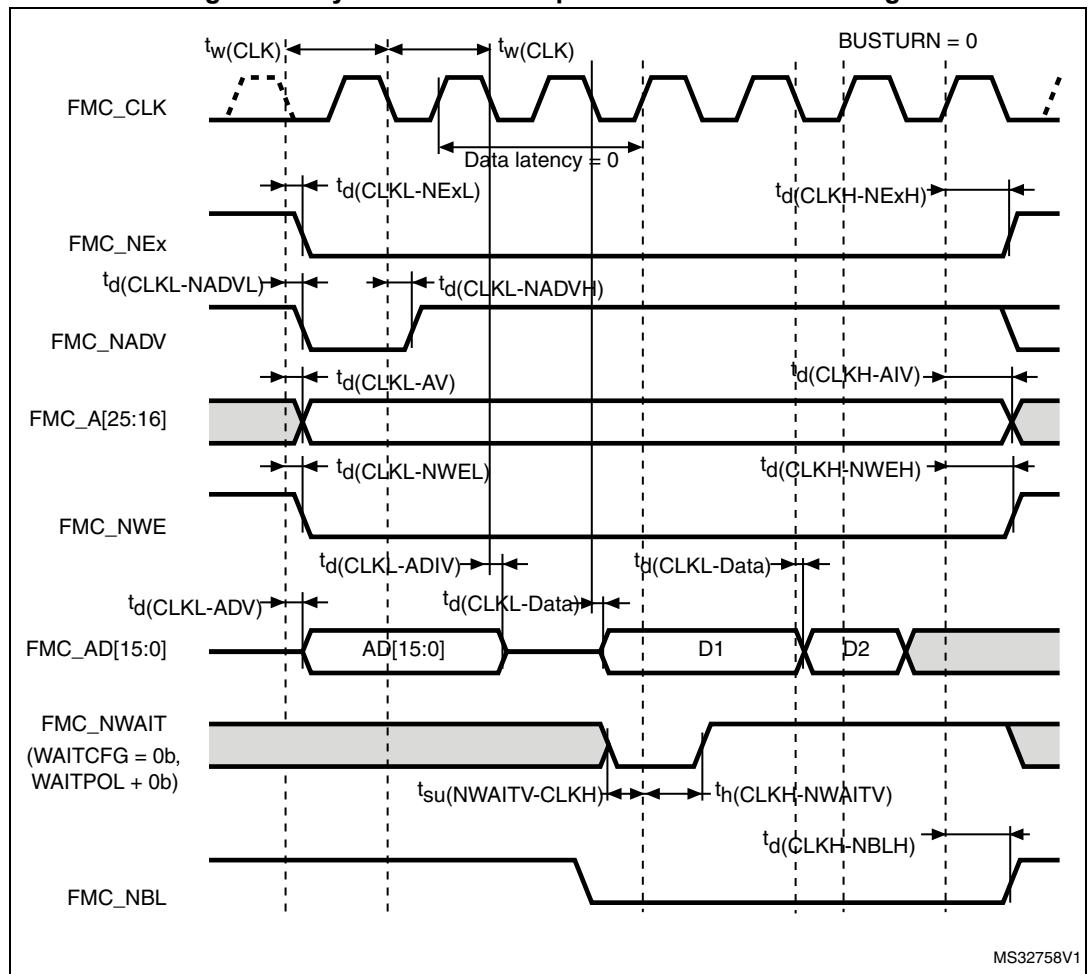 BUSTURN = 0
tw(CLK)
tw(CLK)
FMC_CLK
Data latency = 0
td(CLKL-NExL)
td(CLKH-NExH)
FMC_NEx
td(CLKL-NADVL)
td(CLKL-NADVH)
FMC_NADV
td(CLKL-AV)
td(CLKH-AIV)
FMC_A[25:16]
td(CLKL-NWEL)
td(CLKH-NWEH)
FMC_NWE
td(CLKL-ADIV)
td(CLKL-Data)
td(CLKL-ADV)
td(CLKL-Data)
FMC_AD[15:0]
AD[15:0]
D1
D2
FMC_NWAIT
(WAITCFG = 0b,
WAITPOL + 0b)
tsu(NWAITV-CLKH)
th(CLKH-NWAITV)
td(CLKH-NBLH)
FMC_NBL
MS32758V1